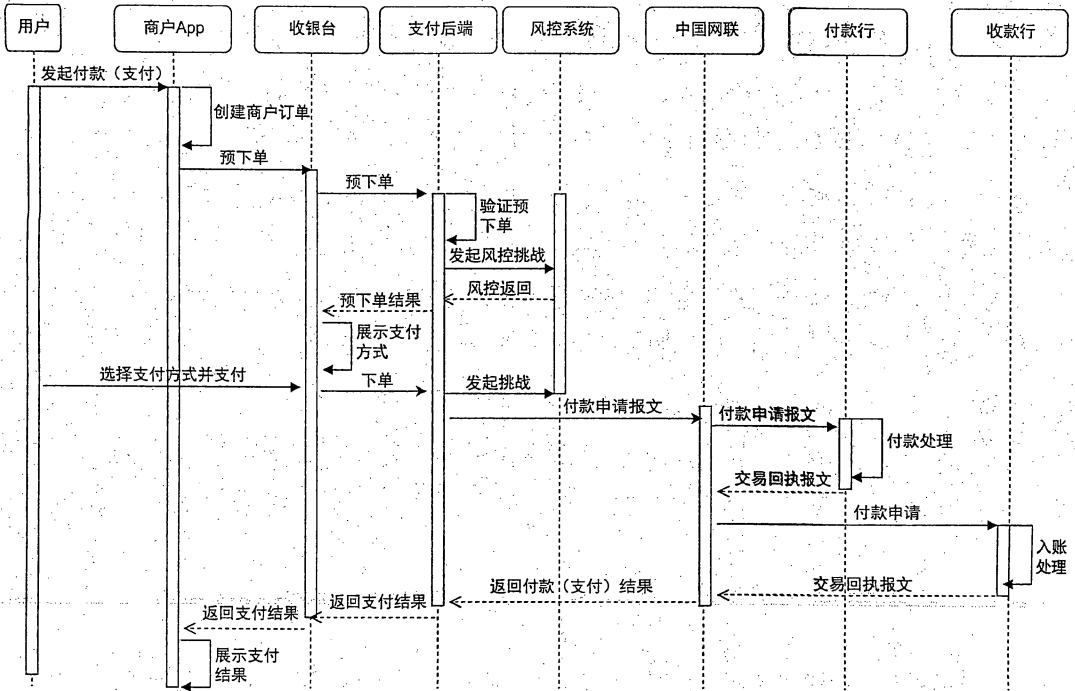 用户
商户App
收银台
支付后端
风控系统
中国网联
付款行
收款行
发起付款（支付）
创建商户订单
预下单
预下单
验证预
下单
发起风控挑战
风控返回
预下单结果
展示支付
方式
选择支付方式并支付
下单
发起挑战
付款申请报文
付款申请报文
付款处理
交易回执报文
付款申请
入账
处理
交易回执报文
返回付款（支付）结果
返回支付结果
返回支付结果
展示支付
结果